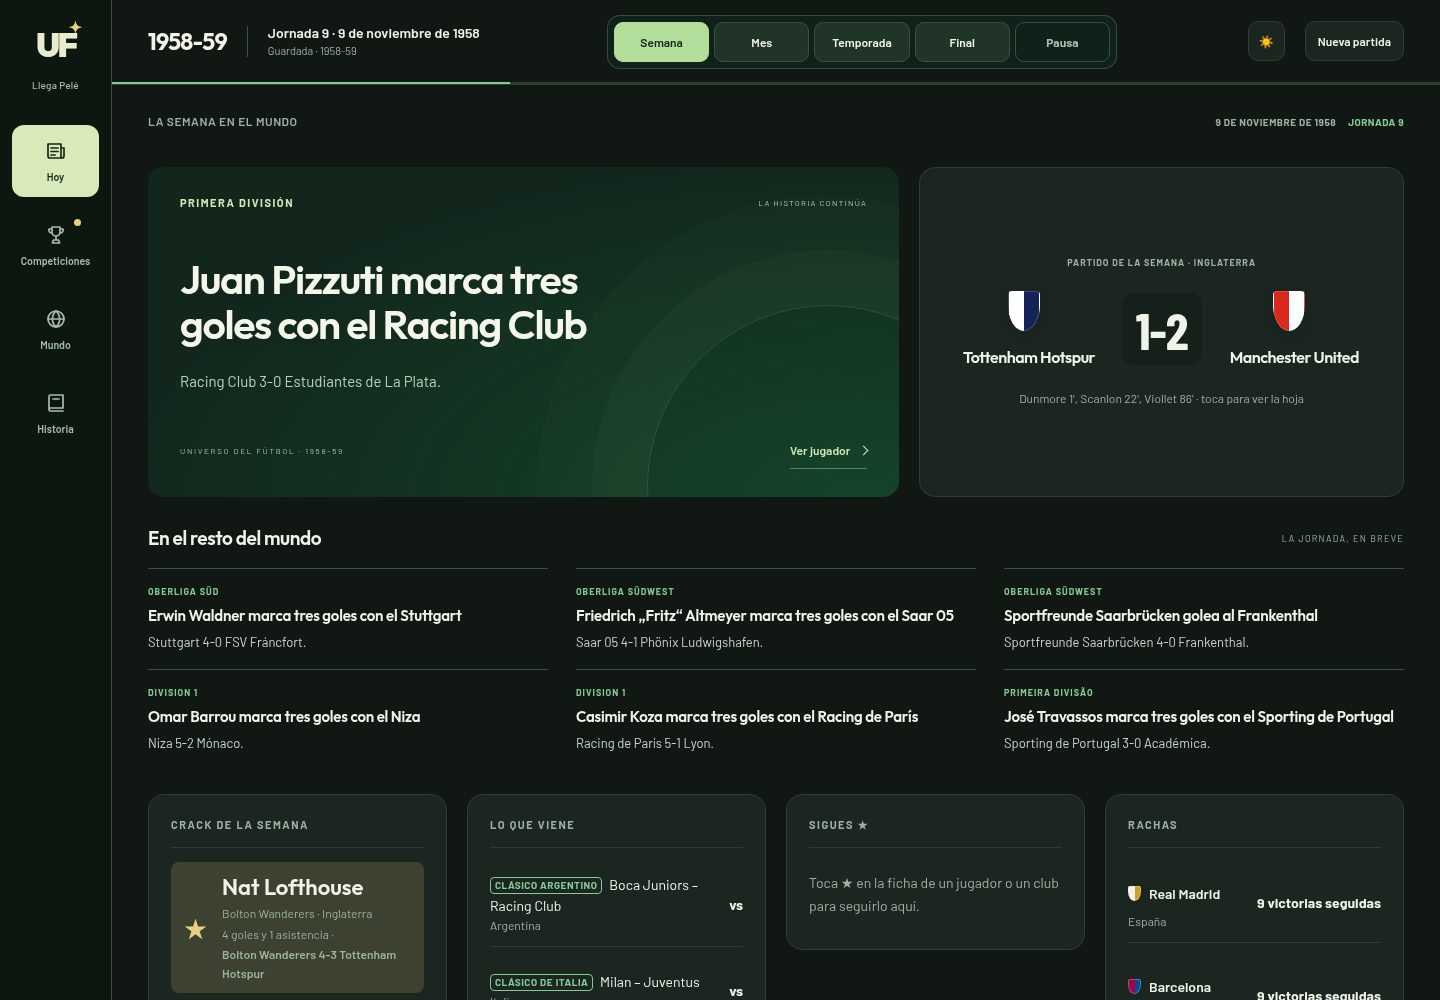 UF
Llega Pelé
1958-59
Jornada 9 · 9 de noviembre de 1958
Guardada · 1958-59
Semana
Mes
Temporada
Final
Pausa
Nueva partida
Hoy
Competiciones
Mundo
Historia
LA SEMANA EN EL MUNDO
9 DE NOVIEMBRE DE 1958 JORNADA 9
PRIMERA DIVISIÓN
LA HISTORIA CONTINÚA
Juan Pizzuti marca tres
goles con el Racing Club
Racing Club 3-0 Estudiantes de La Plata.
UNIVERSO DEL FÚTBOL · 1958-59
Ver jugador
PARTIDO DE LA SEMANA · INGLATERRA
Tottenham Hotspur
1-2
Manchester United
Dunmore 1', Scanlon 22', Viollet 86' · toca para ver la hoja
En el resto del mundo
LA JORNADA, EN BREVE
OBERLIGA SÜD
Erwin Waldner marca tres goles con el Stuttgart
Stuttgart 4-0 FSV Fráncfort.
OBERLIGA SÜDWEST
Friedrich „Fritz“ Altmeyer marca tres goles con el Saar 05
Saar 05 4-1 Phönix Ludwigshafen.
OBERLIGA SÜDWEST
Sportfreunde Saarbrücken golea al Frankenthal
Sportfreunde Saarbrücken 4-0 Frankenthal.
DIVISION 1
Omar Barrou marca tres goles con el Niza
Niza 5-2 Mónaco.
DIVISION 1
Casimir Koza marca tres goles con el Racing de París
Racing de París 5-1 Lyon.
PRIMEIRA DIVISÃO
José Travassos marca tres goles con el Sporting de Portugal
Sporting de Portugal 3-0 Académica.
CRACK DE LA SEMANA
★
Nat Lofthouse
Bolton Wanderers · Inglaterra
4 goles y 1 asistencia ·
Bolton Wanderers 4-3 Tottenham
Hotspur
LO QUE VIENE
CLÁSICO ARGENTINO Boca Juniors –
Racing Club
vs
Argentina
CLÁSICO DE ITALIA Milan – Juventus
vs
SIGUES ★
Toca ★ en la ficha de un jugador o un club
para seguirlo aquí.
RACHAS
Real Madrid
9 victorias seguidas
España
Barcelona
9 victorias seguidas